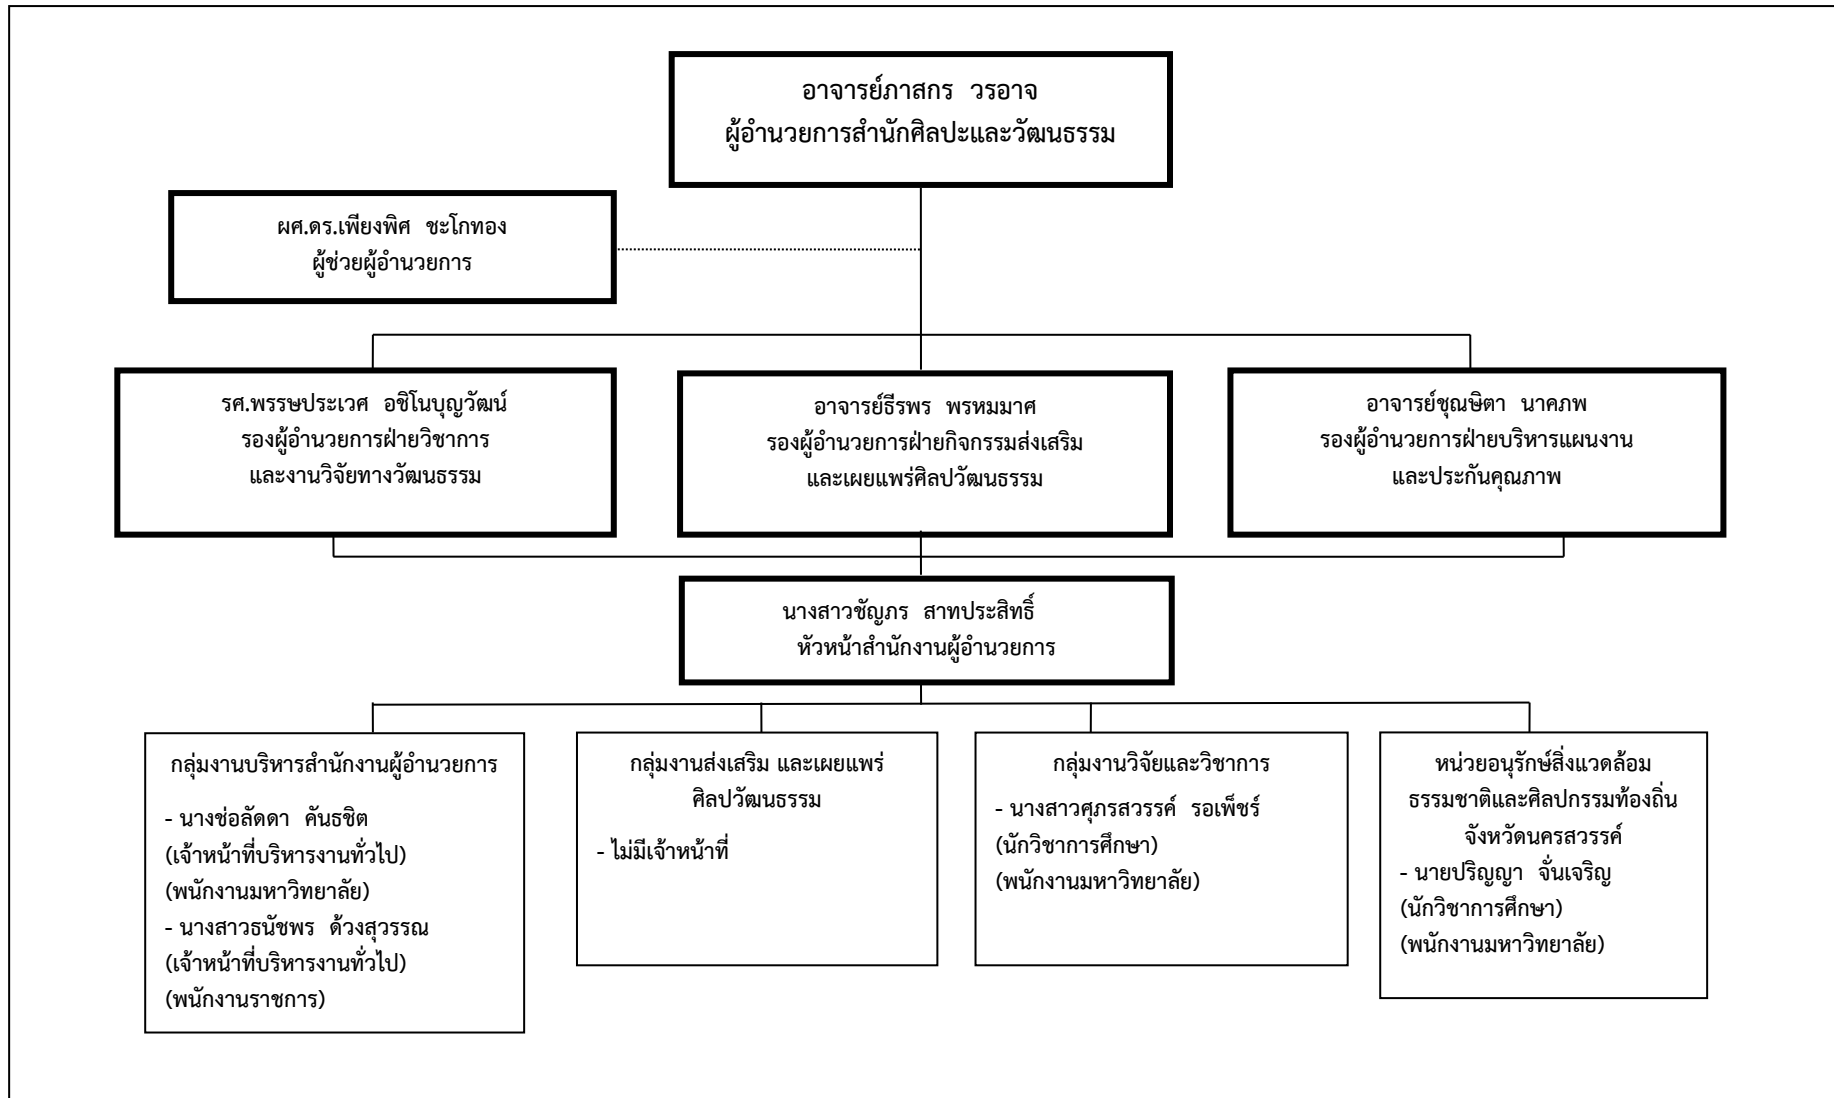 อาจารย์ภาสกร วรอาจ
ผู้อำนวยการสำนักศิลปะและวัฒนธรรม
ผศ.ดร.เพียงพิศ ชะโกทอง
ผู้ช่วยผู้อำนวยการ
รศ.พรรษประเวศ อชิโนบุญวัฒน์
รองผู้อำนวยการฝ่ายวิชาการ
และงานวิจัยทางวัฒนธรรม
อาจารย์ธีรพร พรหมมาศ
รองผู้อำนวยการฝ่ายกิจกรรมส่งเสริม
และเผยแพร่ศิลปวัฒนธรรม
อาจารย์ชุณษิตา นาคภพ
รองผู้อำนวยการฝ่ายบริหารแผนงาน
และประกันคุณภาพ
นางสาวชัญภร สาทประสิทธิ์
หัวหน้าสำนักงานผู้อำนวยการ
กลุ่มงานบริหารสำนักงานผู้อำนวยการ
- นางช่อลัดดา คันธชิต
(เจ้าหน้าที่บริหารงานทั่วไป)
(พนักงานมหาวิทยาลัย)
- นางสาวธนัชพร ด้วงสุวรรณ
(เจ้าหน้าที่บริหารงานทั่วไป)
(พนักงานราชการ)
กลุ่มงานส่งเสริม และเผยแพร่
ศิลปวัฒนธรรม
- ไม่มีเจ้าหน้าที่
กลุ่มงานวิจัยและวิชาการ
- นางสาวศุภรสวรรค์ รอเพ็ชร์
(นักวิชาการศึกษา)
(พนักงานมหาวิทยาลัย)
หน่วยอนุรักษ์สิ่งแวดล้อม
ธรรมชาติและศิลปกรรมท้องถิ่น
จังหวัดนครสวรรค์
- นายปริญญา จั่นเจริญ
(นักวิชาการศึกษา)
(พนักงานมหาวิทยาลัย)